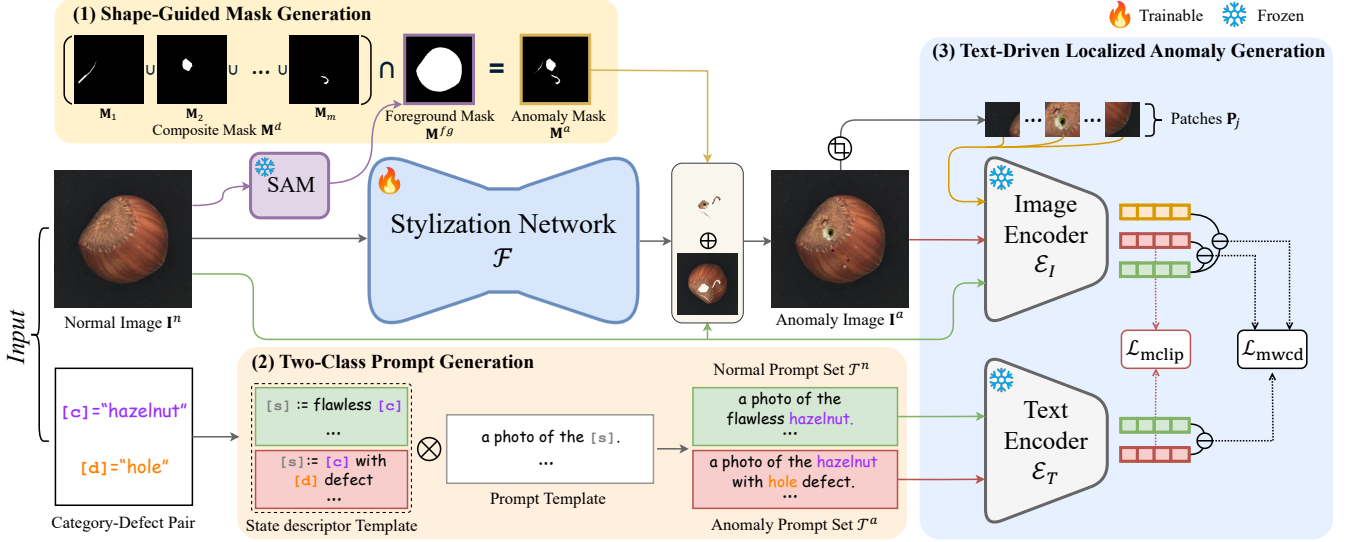 (1) Shape-Guided Mask Generation
Trainable
Frozen
∪ ∪ ... ∪ ∩ =
M₁
M₂
Mₘ
Composite Mask Mᵈ
Foreground Mask
Mᶠᵍ
Anomaly Mask
Mᵃ
(3) Text-Driven Localized Anomaly Generation
... ...
Patches Pⱼ
SAM
Stylization Network
ℱ
⊕
Image
Encoder
ℰ_I
Input
Normal Image Iⁿ
Anomaly Image Iᵃ
ℒmclip
ℒmwcd
(2) Two-Class Prompt Generation
[c]="hazelnut"
[d]="hole"
Category-Defect Pair
[s] := flawless [c]
...
[s]:= [c] with
[d] defect
...
State descriptor Template
⊗
a photo of the [s].
...
Prompt Template
Normal Prompt Set 𝒯ⁿ
a photo of the
flawless hazelnut.
...
a photo of the hazelnut
with hole defect.
...
Anomaly Prompt Set 𝒯ᵃ
Text
Encoder
ℰ_T